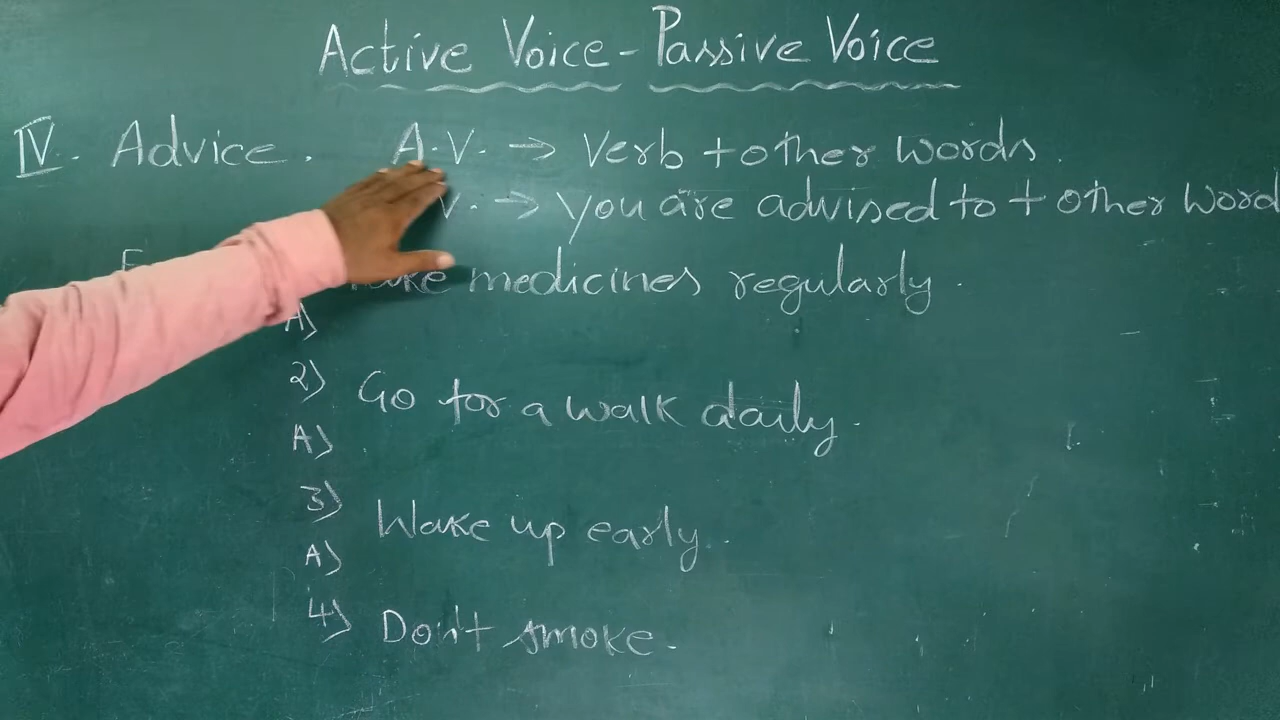 Active Voice - Passive Voice
IV. Advice. A.V. → Verb + other words.
V. → you are advised to + other word
medicines regularly.
A)
2) Go for a walk daily.
A)
3) Wake up early.
A)
4) Don't smoke.